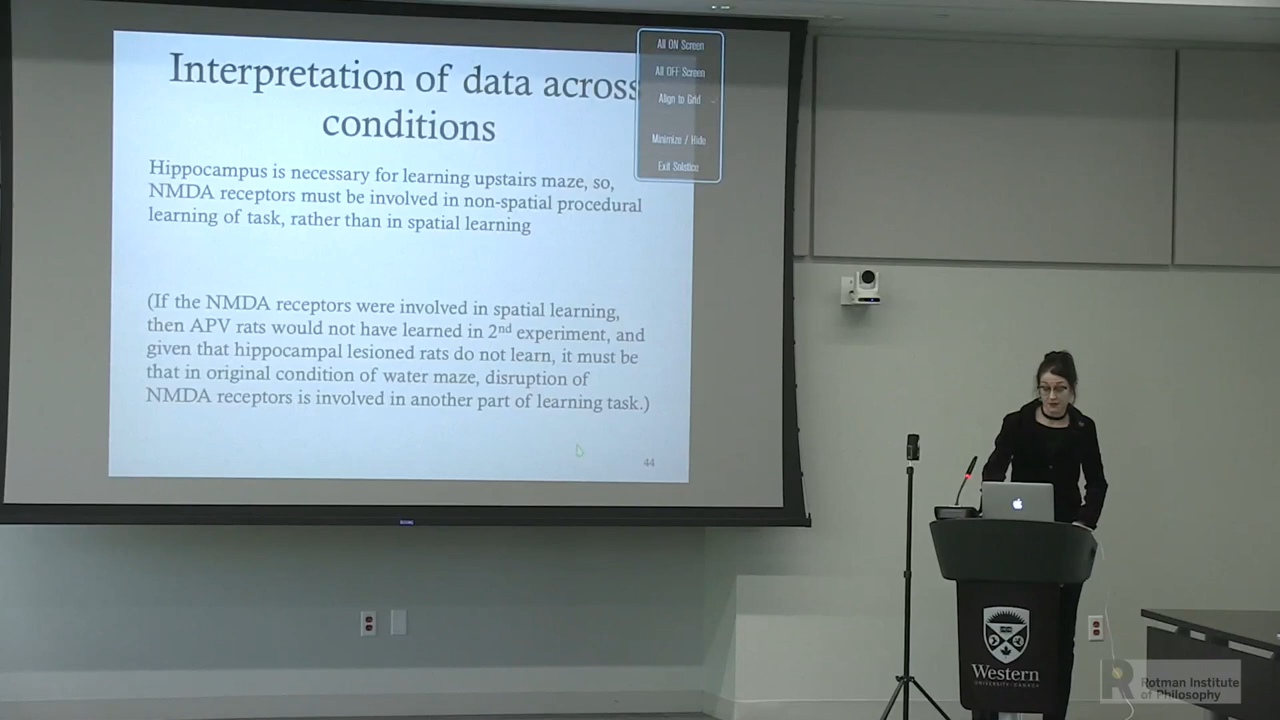 Interpretation of data across
conditions
Hippocampus is necessary for learning upstairs maze, so,
NMDA receptors must be involved in non-spatial procedural
learning of task, rather than in spatial learning
(If the NMDA receptors were involved in spatial learning,
then APV rats would not have learned in 2nd experiment, and
given that hippocampal lesioned rats do not learn, it must be
that in original condition of water maze, disruption of
NMDA receptors is involved in another part of learning task.)
44
All ON Screen
All OFF Screen
Align to Grid
Minimize / Hide
Exit Solstice
Western
UNIVERSITY · CANADA
R
Rotman Institute
of Philosophy